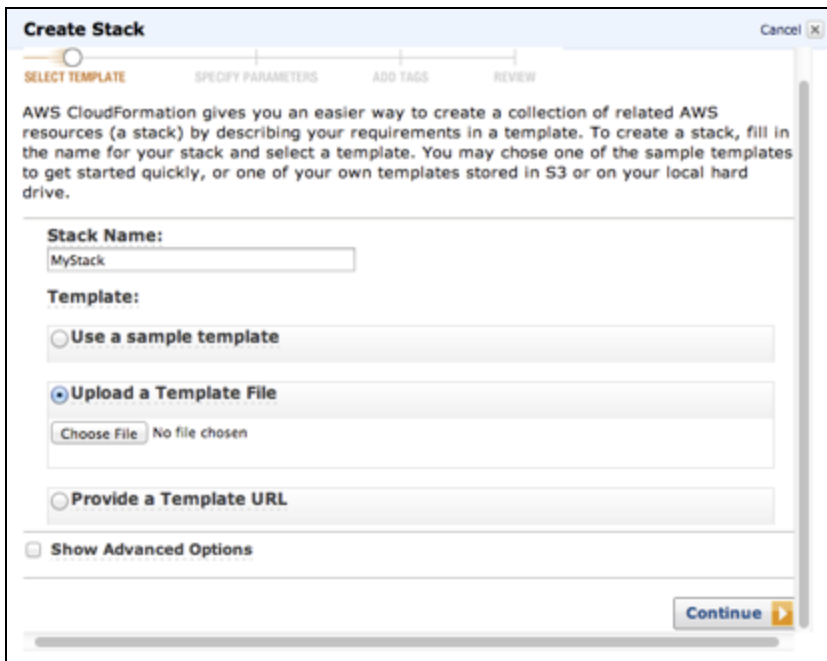 Create Stack
Cancel
SELECT TEMPLATE SPECIFY PARAMETERS ADD TAGS REVIEW
AWS CloudFormation gives you an easier way to create a collection of related AWS
resources (a stack) by describing your requirements in a template. To create a stack, fill in
the name for your stack and select a template. You may chose one of the sample templates
to get started quickly, or one of your own templates stored in S3 or on your local hard
drive.
Stack Name:
MyStack
Template:
Use a sample template
Upload a Template File
Choose File No file chosen
Provide a Template URL
Show Advanced Options
Continue